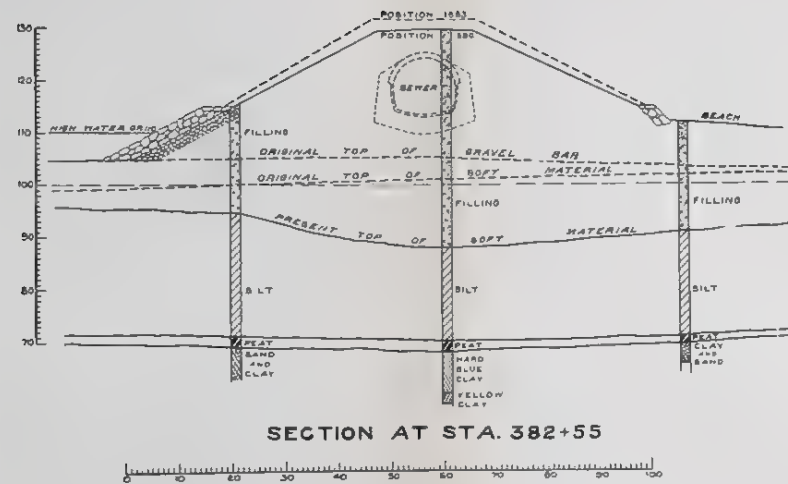 POSITION 1883
130
POSITION
120
SEWER
HIGH WATER
110
FILLING
BEACH
ORIGINAL TOP OF GRAVEL BAR
ORIGINAL TOP OF SOFT MATERIAL
100
FILLING
FILLING
PRESENT TOP OF SOFT MATERIAL
90
80
SILT
SILT
SILT
70
PEAT
SAND
AND
CLAY
PEAT
HARD
BLUE
CLAY
YELLOW
CLAY
PEAT
CLAY
AND
SAND
SECTION AT STA. 382+55
0 10 20 30 40 50 60 70 80 90 100